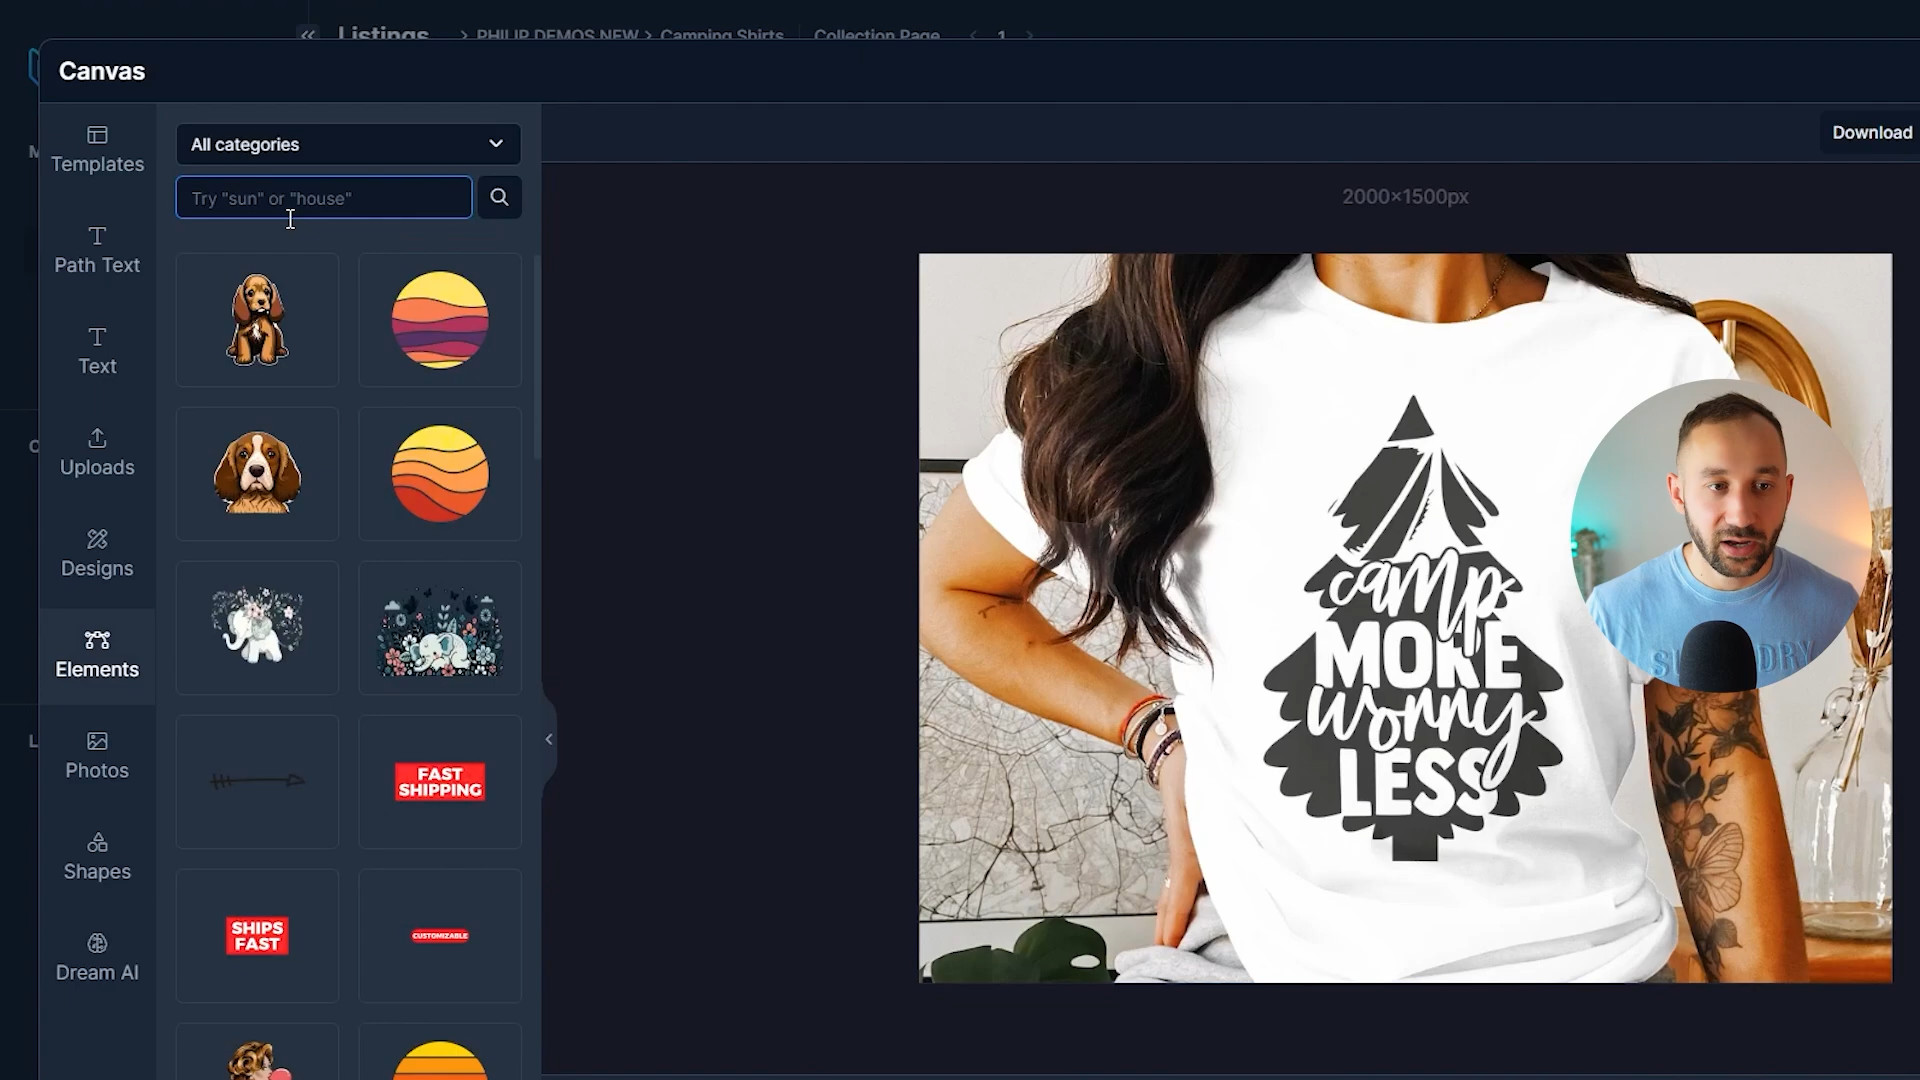 Listings
PHILIP DEMOS NEW > Camping Shirts
Collection Page
1
Canvas
Templates
Path Text
Text
Uploads
Designs
Elements
Photos
Shapes
Dream AI
All categories
Try "sun" or "house"
FAST
SHIPPING
SHIPS
FAST
CUSTOMIZABLE
Download
2000×1500px
camp
MORE
worry
LESS